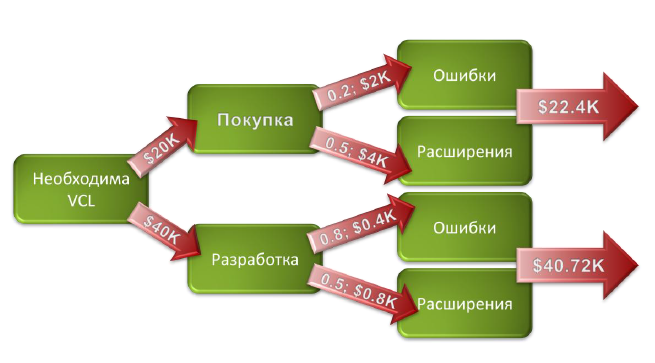 Необходима
VCL
$20K
$40K
Покупка
Разработка
0.2; $2K
0.5; $4K
0.8; $0.4K
0.5; $0.8K
Ошибки
Расширения
Ошибки
Расширения
$22.4K
$40.72K